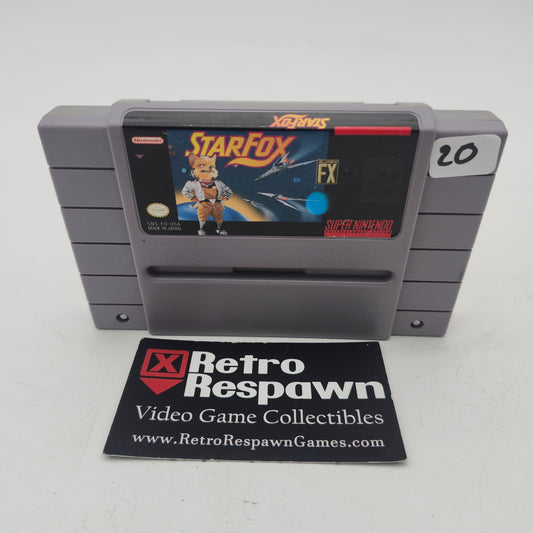 STARFOX
Nintendo
STARFOX
20
FX
SNS-FO-USA
MADE IN JAPAN
SUPER NINTENDO
X Retro
Respawn
Video Game Collectibles
www.RetroRespawnGames.com